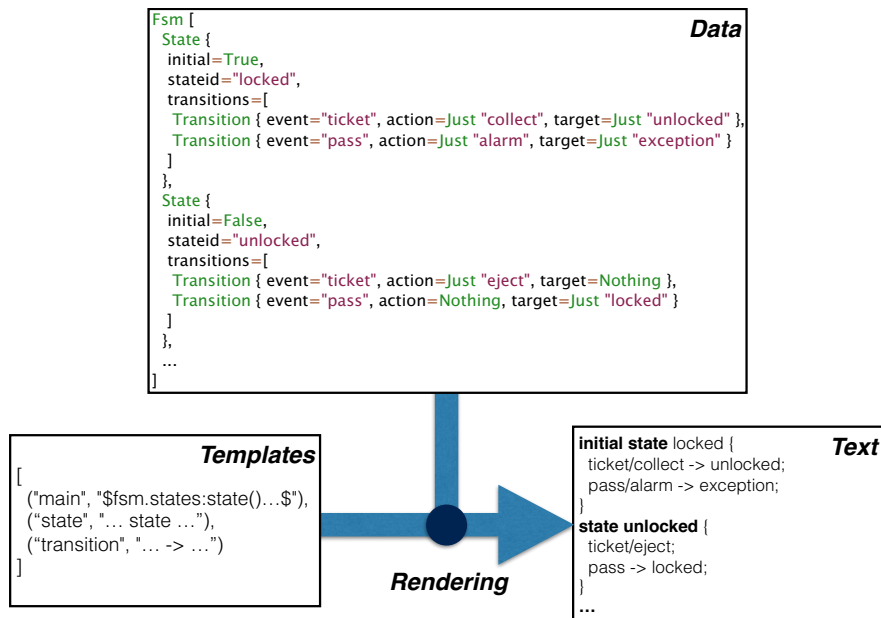 Data
Fsm [
State {
initial=True,
stateid="locked",
transitions=[
Transition { event="ticket", action=Just "collect", target=Just "unlocked" },
Transition { event="pass", action=Just "alarm", target=Just "exception" }
]
},
State {
initial=False,
stateid="unlocked",
transitions=[
Transition { event="ticket", action=Just "eject", target=Nothing },
Transition { event="pass", action=Nothing, target=Just "locked" }
]
},
...
]
Templates
[
("main", "$fsm.states:state()…$"),
(“state", "… state …”),
(“transition", "… -> …”)
]
Rendering
Text
initial state locked {
ticket/collect -> unlocked;
pass/alarm -> exception;
}
state unlocked {
ticket/eject;
pass -> locked;
}
...